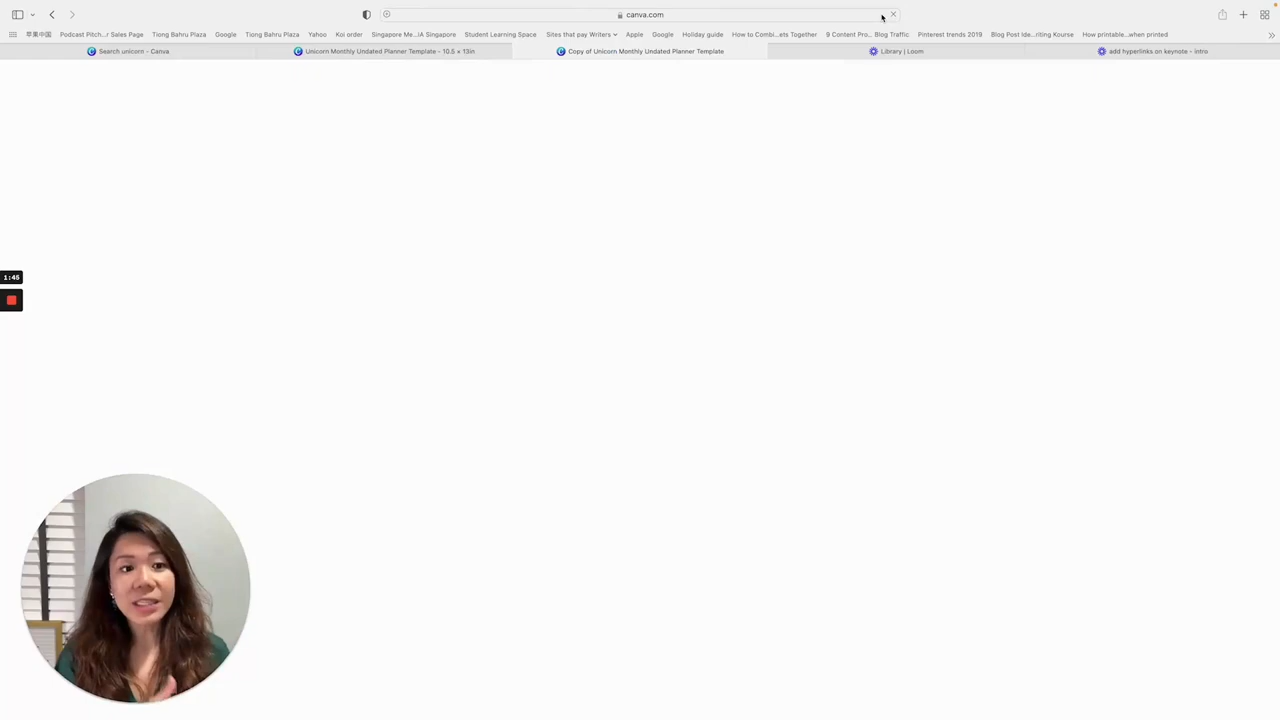 canva.com
苹果中国 Podcast Pitch...r Sales Page Tiong Bahru Plaza Google Tiong Bahru Plaza Yahoo Koi order Singapore Me...IA Singapore Student Learning Space Sites that pay Writers Apple Google Holiday guide How to Combi...ets Together 9 Content Pro... Blog Traffic Pinterest trends 2019 Blog Post Ide...riting Kourse How printable...when printed
Search unicorn - Canva Unicorn Monthly Undated Planner Template - 10.5 × 13in Copy of Unicorn Monthly Undated Planner Template Library | Loom add hyperlinks on keynote - intro
1:45